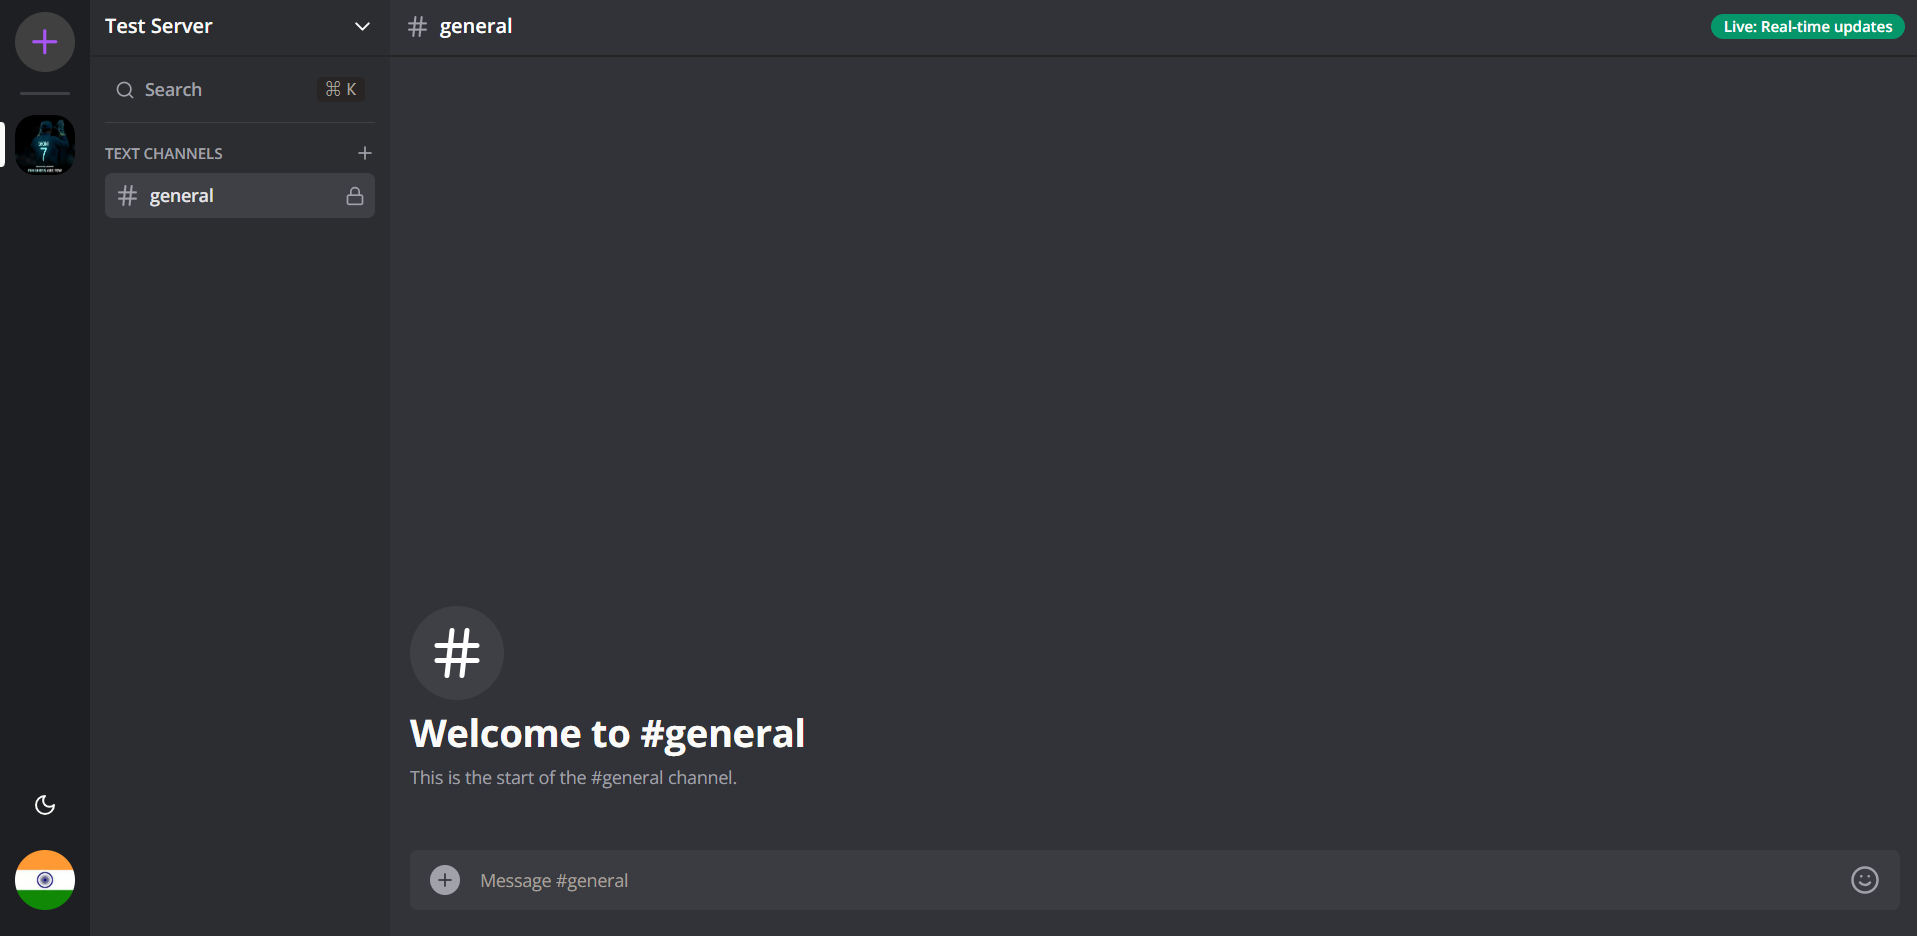 Test Server
# general
Live: Real-time updates
Search
⌘ K
TEXT CHANNELS
# general
7
#
Welcome to #general
This is the start of the #general channel.
Message #general